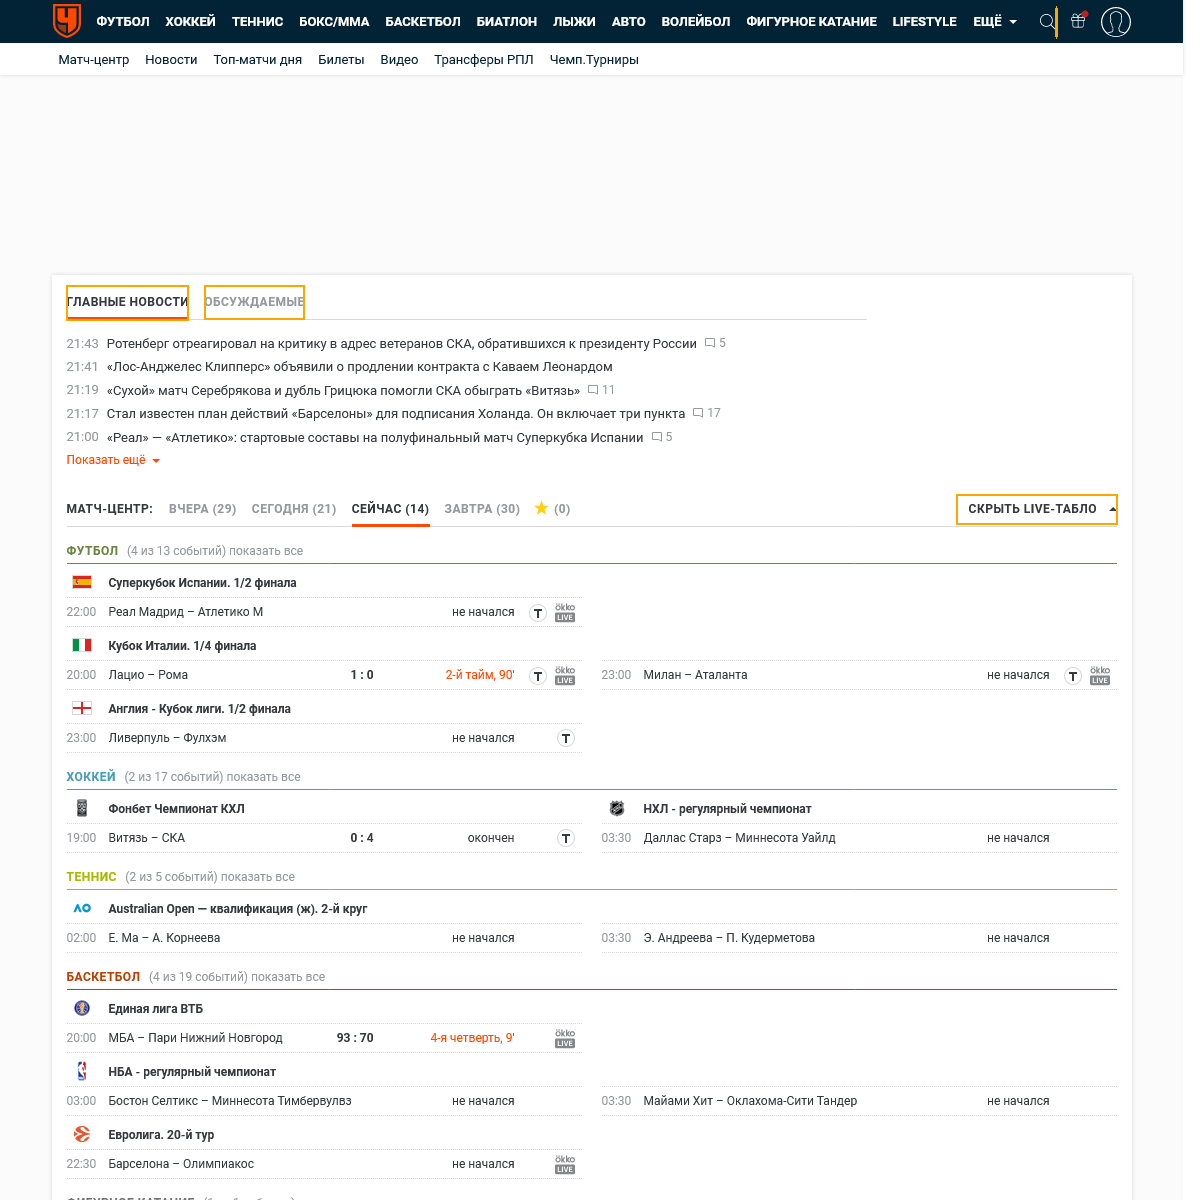 Ч ФУТБОЛ ХОККЕЙ ТЕННИС БОКС/ММА БАСКЕТБОЛ БИАТЛОН ЛЫЖИ АВТО ВОЛЕЙБОЛ ФИГУРНОЕ КАТАНИЕ LIFESTYLE ЕЩЁ
Матч-центр Новости Топ-матчи дня Билеты Видео Трансферы РПЛ Чемп.Турниры
ГЛАВНЫЕ НОВОСТИ ОБСУЖДАЕМЫЕ
21:43 Ротенберг отреагировал на критику в адрес ветеранов СКА, обратившихся к президенту России 5
21:41 «Лос-Анджелес Клипперс» объявили о продлении контракта с Каваем Леонардом
21:19 «Сухой» матч Серебрякова и дубль Грицюка помогли СКА обыграть «Витязь» 11
21:17 Стал известен план действий «Барселоны» для подписания Холанда. Он включает три пункта 17
21:00 «Реал» — «Атлетико»: стартовые составы на полуфинальный матч Суперкубка Испании 5
Показать ещё
МАТЧ-ЦЕНТР: ВЧЕРА (29) СЕГОДНЯ (21) СЕЙЧАС (14) ЗАВТРА (30) (0) СКРЫТЬ LIVE-ТАБЛО
ФУТБОЛ (4 из 13 событий) показать все
Суперкубок Испании. 1/2 финала
22:00 Реал Мадрид – Атлетико М не начался T okko LIVE
Кубок Италии. 1/4 финала
20:00 Лацио – Рома 1 : 0 2-й тайм, 90' T okko LIVE 23:00 Милан – Аталанта не начался T okko LIVE
Англия - Кубок лиги. 1/2 финала
23:00 Ливерпуль – Фулхэм не начался T
ХОККЕЙ (2 из 17 событий) показать все
Фонбет Чемпионат КХЛ НХЛ - регулярный чемпионат
19:00 Витязь – СКА 0 : 4 окончен T 03:30 Даллас Старз – Миннесота Уайлд не начался
ТЕННИС (2 из 5 событий) показать все
AO Australian Open — квалификация (ж). 2-й круг
02:00 Е. Ма – А. Корнеева не начался 03:30 Э. Андреева – П. Кудерметова не начался
БАСКЕТБОЛ (4 из 19 событий) показать все
Единая лига ВТБ
20:00 МБА – Пари Нижний Новгород 93 : 70 4-я четверть, 9' okko LIVE
НБА - регулярный чемпионат
03:00 Бостон Селтикс – Миннесота Тимбервулвз не начался 03:30 Майами Хит – Оклахома-Сити Тандер не начался
Евролига. 20-й тур
22:30 Барселона – Олимпиакос не начался okko LIVE